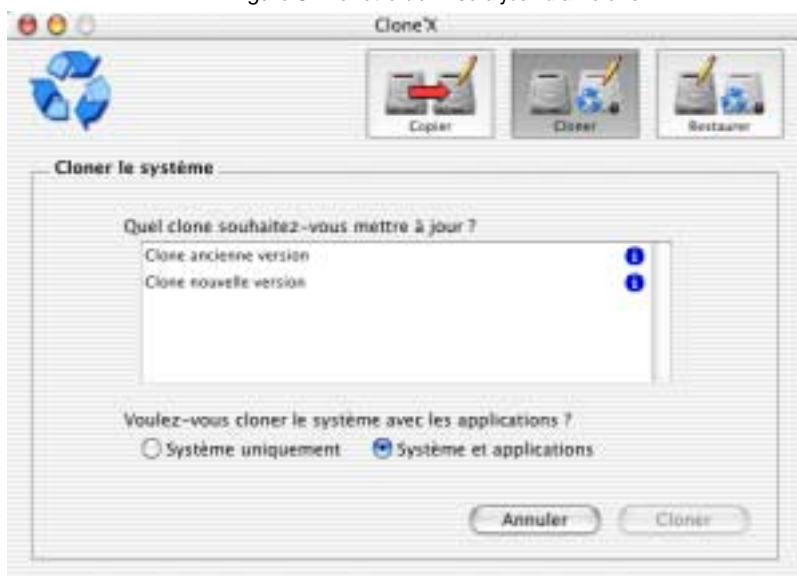 Clone'X
Copier
Cloner
Restaurer
Cloner le système
Quel clone souhaitez-vous mettre à jour ?
Clone ancienne version
Clone nouvelle version
Voulez-vous cloner le système avec les applications ?
Système uniquement
Système et applications
Annuler
Cloner